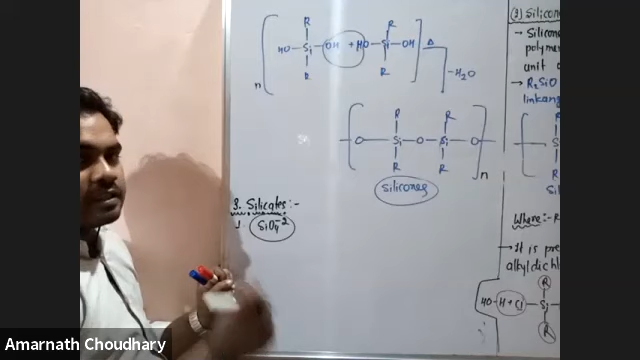 R R
HO-Si-OH + HO-Si-OH Δ
R R
n
-H₂O
R R
-O-Si-O-Si-O-
R R
n
Silicones
3. Silicates:-
SiO₄⁻²
(3) Silicon
→ Silicone
polyme
unit o
→ R₂SiO
linkang
R
S
R
Si
Where:- R
→ It is pre
alkyldichl
R
HO- H + Cl -Si-
R
Amarnath Choudhary